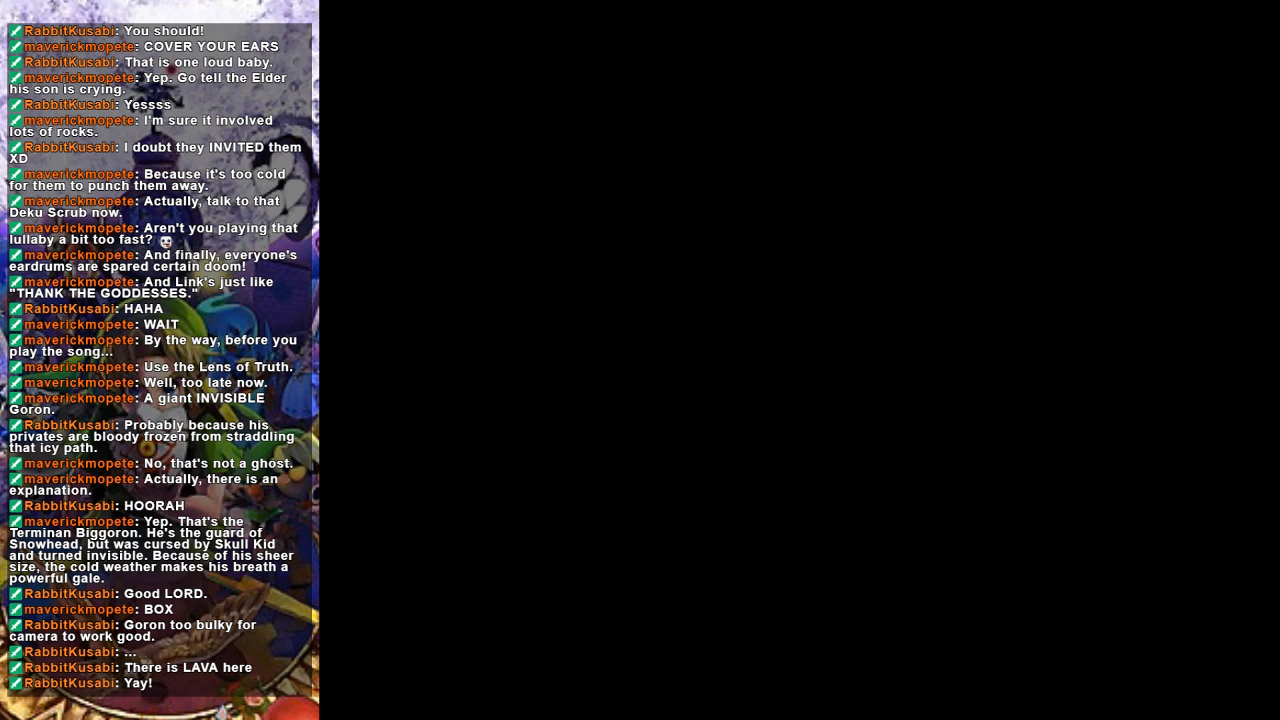 RabbitKusabi: You should!
maverickmopete: COVER YOUR EARS
RabbitKusabi: That is one loud baby.
maverickmopete: Yep. Go tell the Elder
his son is crying.
RabbitKusabi: Yessss
maverickmopete: I'm sure it involved
lots of rocks.
RabbitKusabi: I doubt they INVITED them
XD
maverickmopete: Because it's too cold
for them to punch them away.
maverickmopete: Actually, talk to that
Deku Scrub now.
maverickmopete: Aren't you playing that
lullaby a bit too fast?
maverickmopete: And finally, everyone's
eardrums are spared certain doom!
maverickmopete: And Link's just like
"THANK THE GODDESSES."
RabbitKusabi: HAHA
maverickmopete: WAIT
maverickmopete: By the way, before you
play the song...
maverickmopete: Use the Lens of Truth.
maverickmopete: Well, too late now.
maverickmopete: A giant INVISIBLE
Goron.
RabbitKusabi: Probably because his
privates are bloody frozen from straddling
that icy path.
maverickmopete: No, that's not a ghost.
maverickmopete: Actually, there is an
explanation.
RabbitKusabi: HOORAH
maverickmopete: Yep. That's the
Terminan Biggoron. He's the guard of
Snowhead, but was cursed by Skull Kid
and turned invisible. Because of his sheer
size, the cold weather makes his breath a
powerful gale.
RabbitKusabi: Good LORD.
maverickmopete: BOX
RabbitKusabi: Goron too bulky for
camera to work good.
RabbitKusabi: ...
RabbitKusabi: There is LAVA here
RabbitKusabi: Yay!